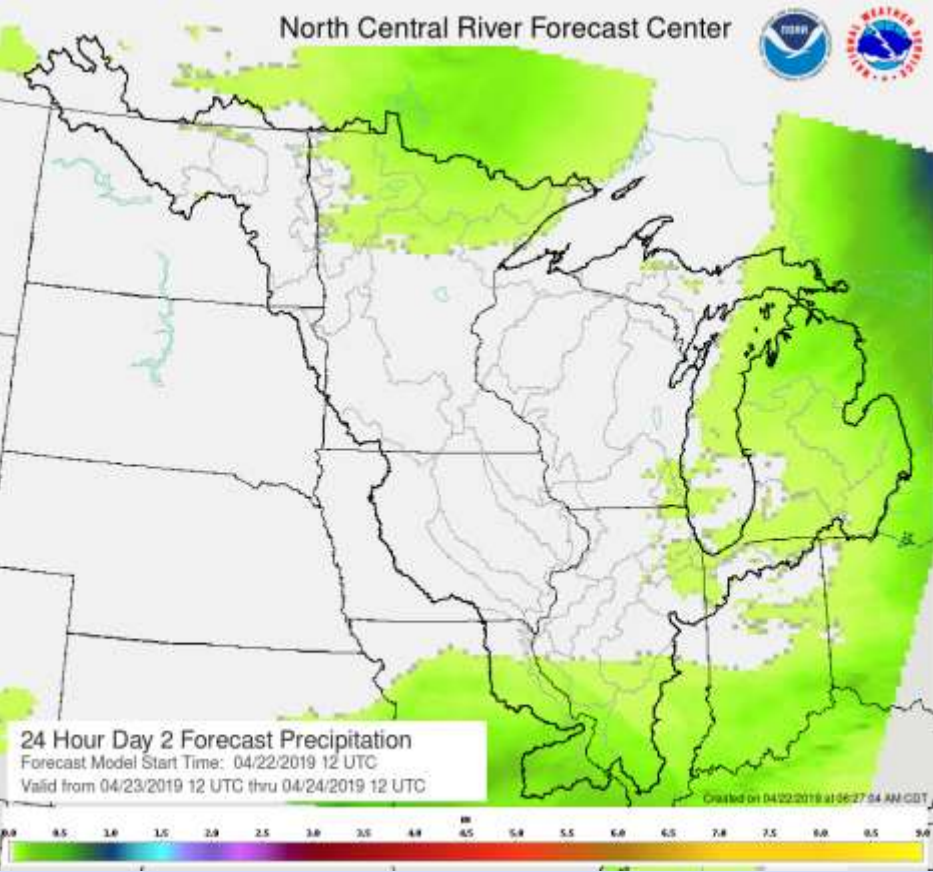 North Central River Forecast Center
NOAA
NATIONAL WEATHER SERVICE
24 Hour Day 2 Forecast Precipitation
Forecast Model Start Time: 04/22/2019 12 UTC
Valid from 04/23/2019 12 UTC thru 04/24/2019 12 UTC
Created on 04/22/2019 at 06:27:04 AM CDT
in
0.0 0.5 1.0 1.5 2.0 2.5 3.0 3.5 4.0 4.5 5.0 5.5 6.0 6.5 7.0 7.5 8.0 8.5 9.0